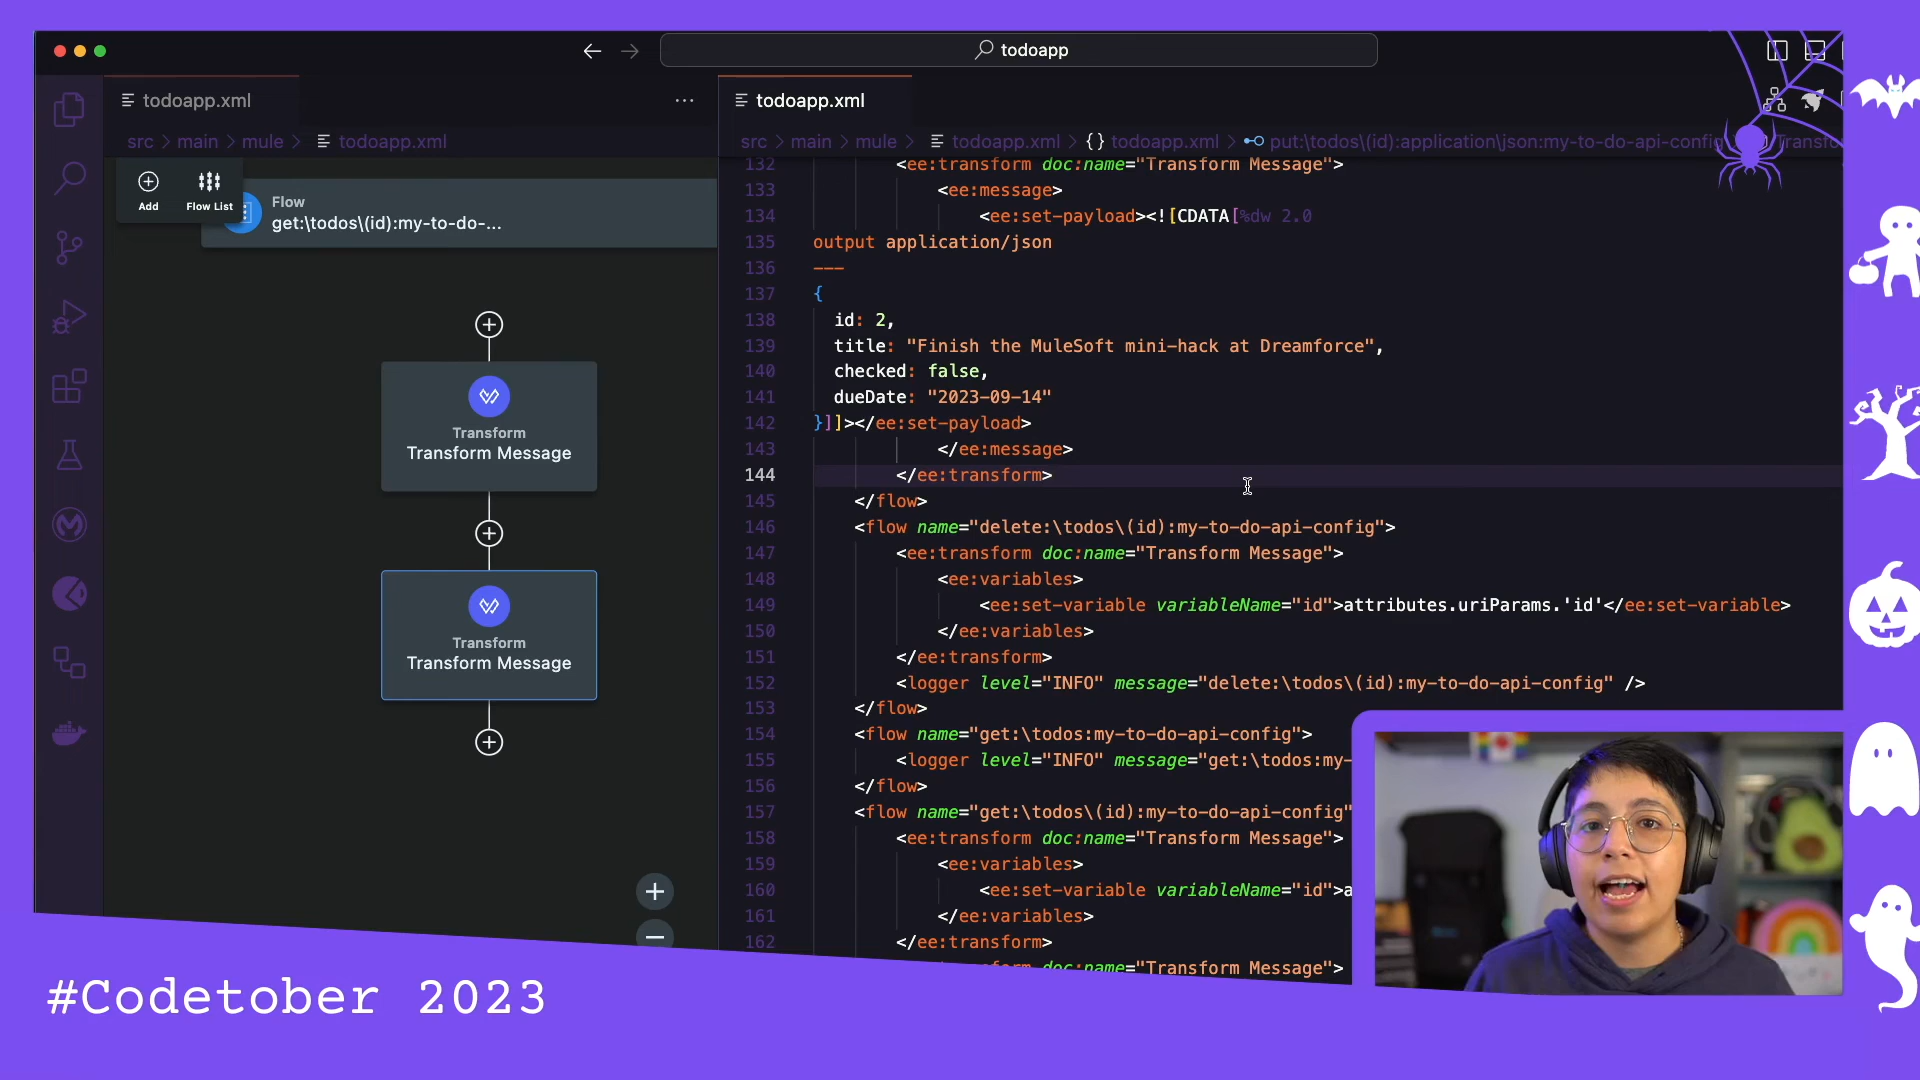 todoapp
todoapp.xml
···
src > main > mule > todoapp.xml
Add
Flow List
Flow
get:\todos\(id):my-to-do-...
Transform
Transform Message
Transform
Transform Message
todoapp.xml
src > main > mule > todoapp.xml > {} todoapp.xml > put:\todos\(id):application\json:my-to-do-api-config
132 <ee:transform doc:name="Transform Message">
133 <ee:message>
134 <ee:set-payload><![CDATA[%dw 2.0
135 output application/json
136 ---
137 {
138 id: 2,
139 title: "Finish the MuleSoft mini-hack at Dreamforce",
140 checked: false,
141 dueDate: "2023-09-14"
142 }]]></ee:set-payload>
143 </ee:message>
144 </ee:transform>
145 </flow>
146 <flow name="delete:\todos\(id):my-to-do-api-config">
147 <ee:transform doc:name="Transform Message">
148 <ee:variables>
149 <ee:set-variable variableName="id">attributes.uriParams.'id'</ee:set-variable>
150 </ee:variables>
151 </ee:transform>
152 <logger level="INFO" message="delete:\todos\(id):my-to-do-api-config" />
153 </flow>
154 <flow name="get:\todos:my-to-do-api-config">
155 <logger level="INFO" message="get:\todos:my-
156 </flow>
157 <flow name="get:\todos\(id):my-to-do-api-config"
158 <ee:transform doc:name="Transform Message">
159 <ee:variables>
160 <ee:set-variable variableName="id">a
161 </ee:variables>
162 </ee:transform>
doc:name="Transform Message">
#Codetober 2023